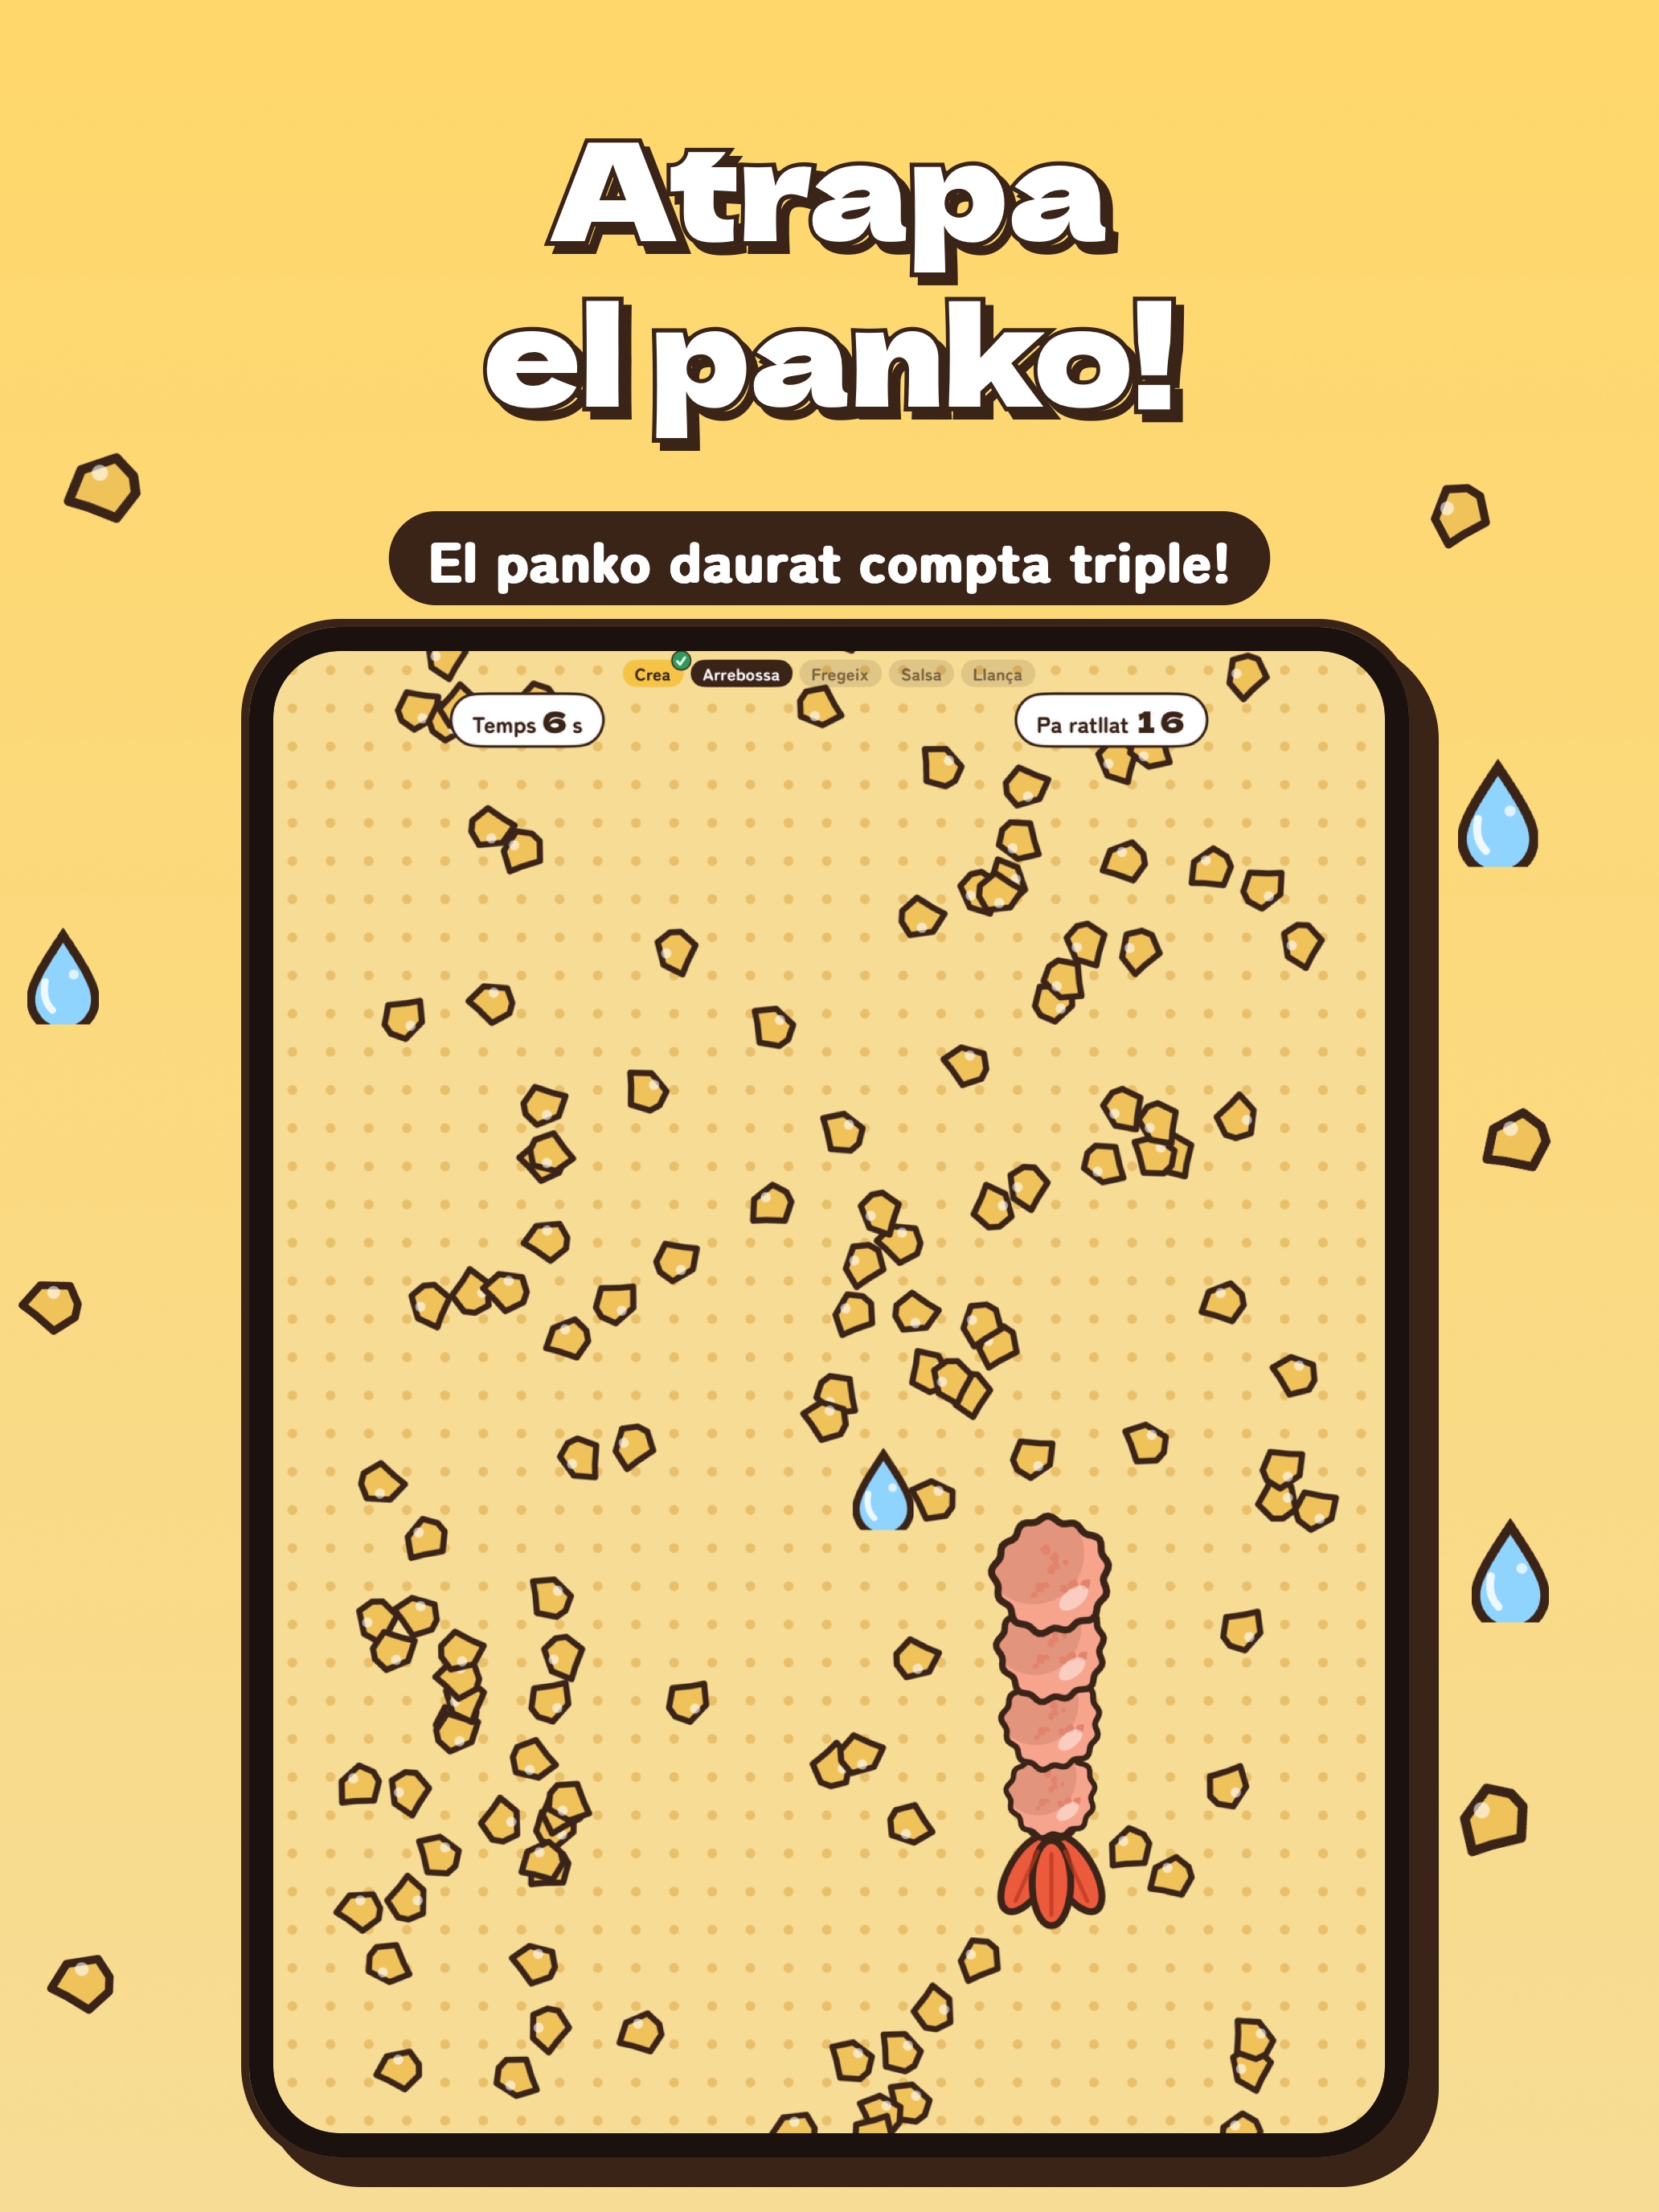 Atrapa
el panko!
El panko daurat compta triple!
Crea Arrebossa Fregeix Salsa Llança
Temps 6 s Pa ratllat 16